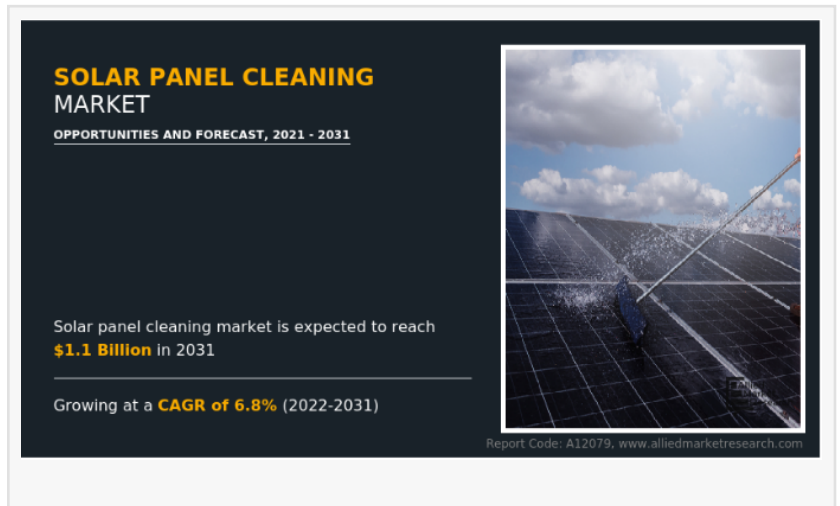 SOLAR PANEL CLEANING
MARKET
OPPORTUNITIES AND FORECAST, 2021 - 2031
Solar panel cleaning market is expected to reach
$1.1 Billion in 2031
Growing at a CAGR of 6.8% (2022-2031)
Report Code: A12079, www.alliedmarketresearch.com